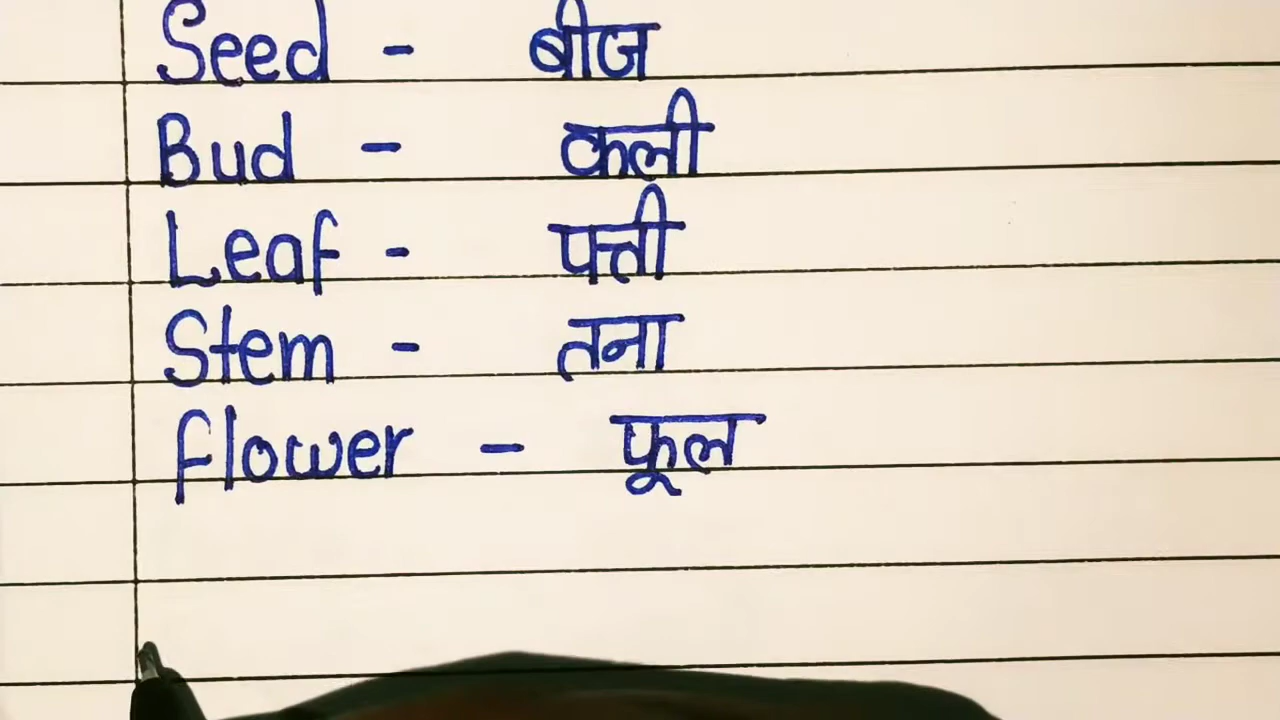 Seed - बीज
Bud - कली
Leaf - पत्ती
Stem - तना
flower - फूल